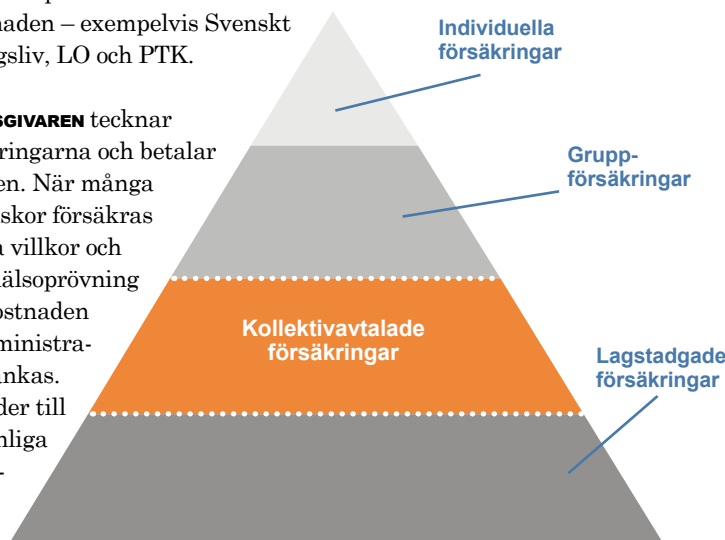 naden – exempelvis Svenskt
gsliv, LO och PTK.
SGIVAREN tecknar
ringarna och betalar
en. När många
skor försäkras
villkor och
älsoprövning
ostnaden
ministra-
nkas.
der till
nliga
-
Individuella
försäkringar
Grupp-
försäkringar
Kollektivavtalade
försäkringar
Lagstadgade
försäkringar